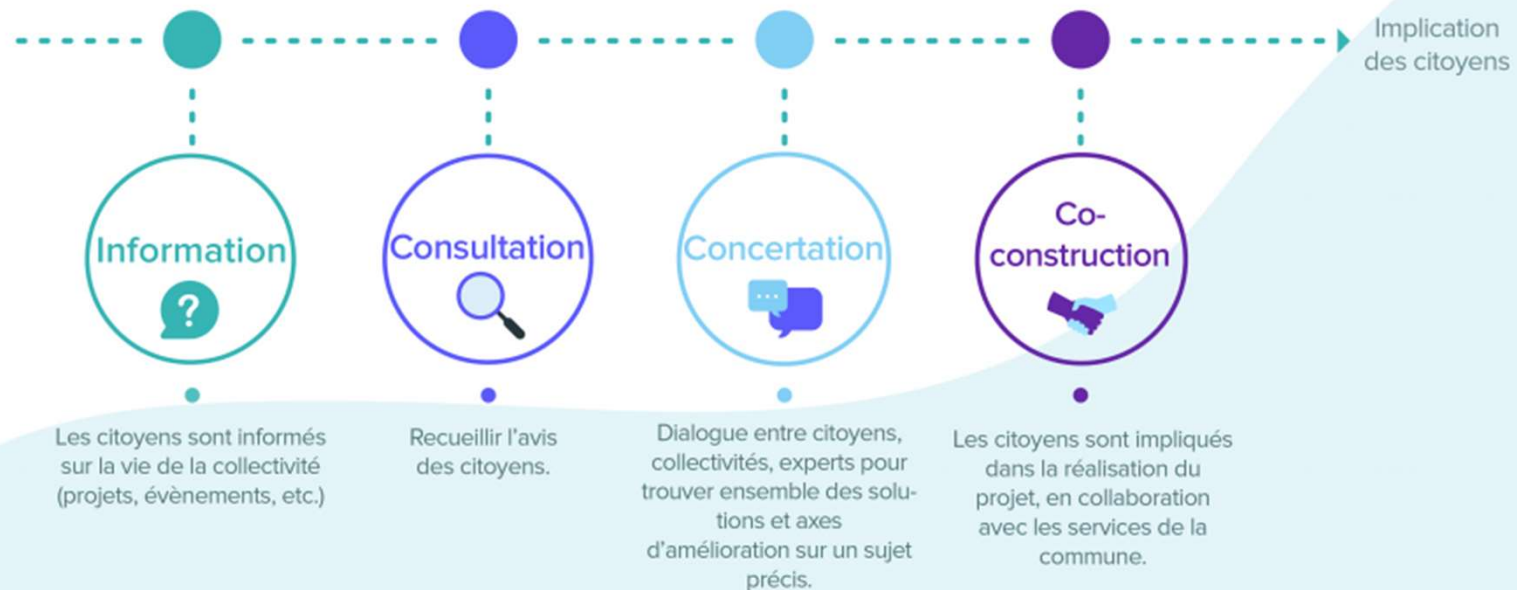 Implication
des citoyens
Information
?
Les citoyens sont informés
sur la vie de la collectivité
(projets, évènements, etc.)
Consultation
Recueillir l'avis
des citoyens.
Concertation
Dialogue entre citoyens,
collectivités, experts pour
trouver ensemble des solu-
tions et axes
d'amélioration sur un sujet
précis.
Co-
construction
Les citoyens sont impliqués
dans la réalisation du
projet, en collaboration
avec les services de la
commune.